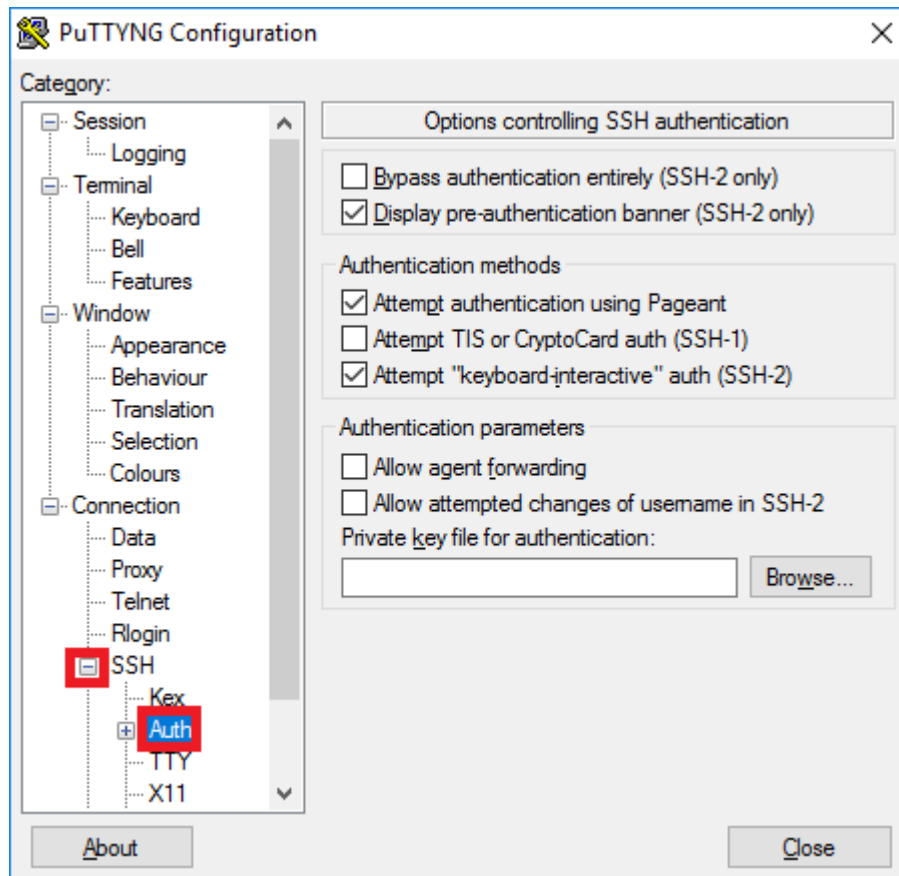 PuTTYNG Configuration
Category:
Session
Logging
Terminal
Keyboard
Bell
Features
Window
Appearance
Behaviour
Translation
Selection
Colours
Connection
Data
Proxy
Telnet
Rlogin
SSH
Kex
Auth
TTY
X11
Options controlling SSH authentication
Bypass authentication entirely (SSH-2 only)
Display pre-authentication banner (SSH-2 only)
Authentication methods
Attempt authentication using Pageant
Attempt TIS or CryptoCard auth (SSH-1)
Attempt "keyboard-interactive" auth (SSH-2)
Authentication parameters
Allow agent forwarding
Allow attempted changes of username in SSH-2
Private key file for authentication:
Browse...
About
Close